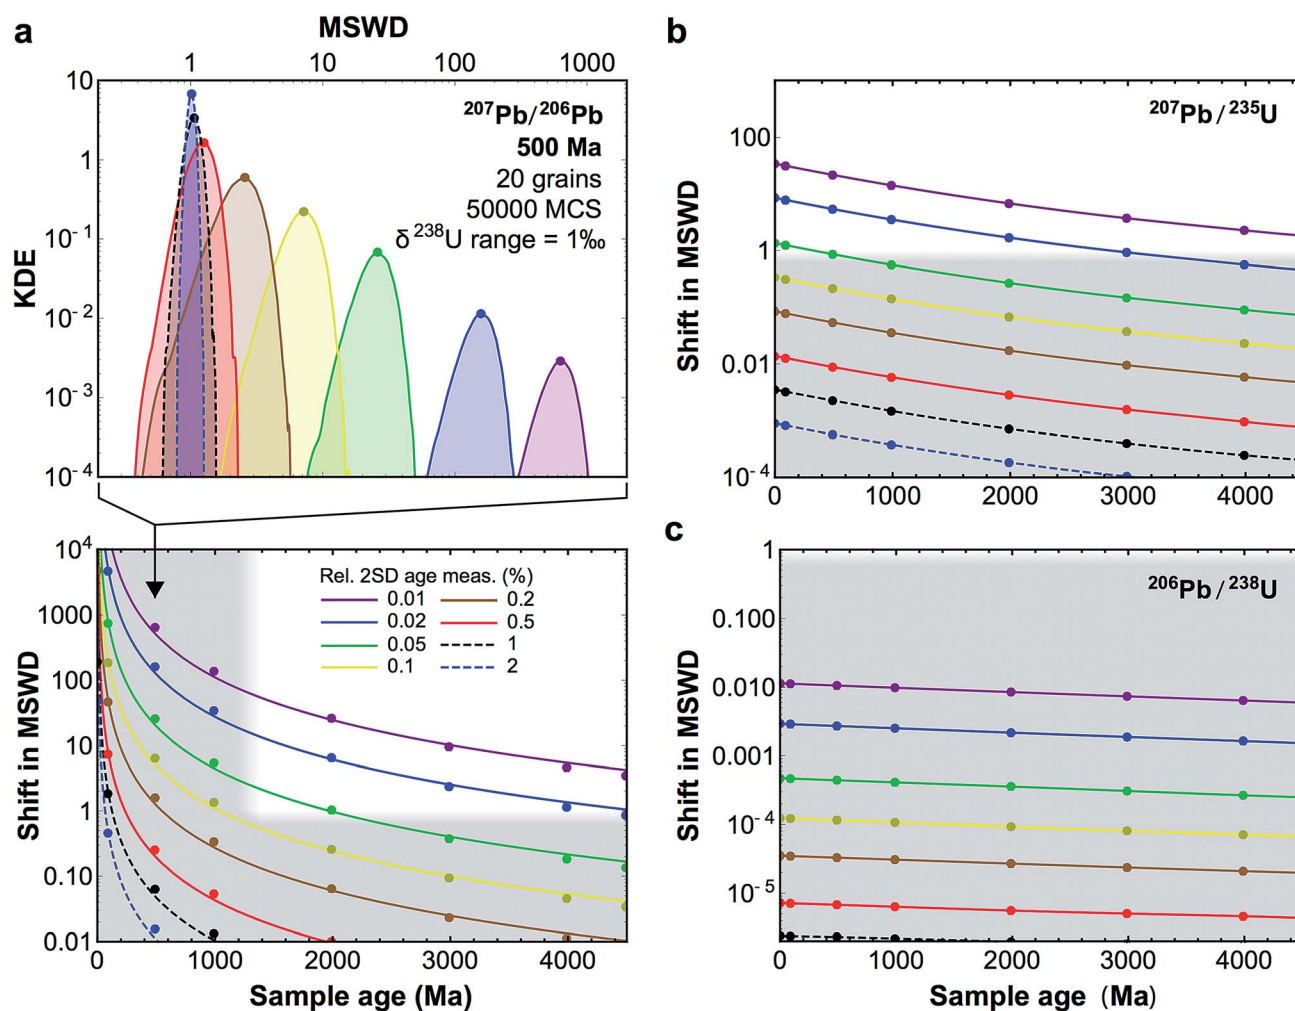 a
MSWD
1 10 100 1000
KDE
10
1
10⁻¹
10⁻²
10⁻³
10⁻⁴
²⁰⁷Pb/²⁰⁶Pb
500 Ma
20 grains
50000 MCS
δ²³⁸U range = 1‰
Shift in MSWD
10⁴
1000
100
10
1
0.10
0.01
Rel. 2SD age meas. (%)
0.01 0.2
0.02 0.5
0.05 1
0.1 2
0 1000 2000 3000 4000
Sample age (Ma)
b
²⁰⁷Pb/²³⁵U
Shift in MSWD
100
1
0.01
10⁻⁴
0 1000 2000 3000 4000
c
²⁰⁶Pb/²³⁸U
Shift in MSWD
1
0.100
0.010
0.001
10⁻⁴
10⁻⁵
0 1000 2000 3000 4000
Sample age (Ma)